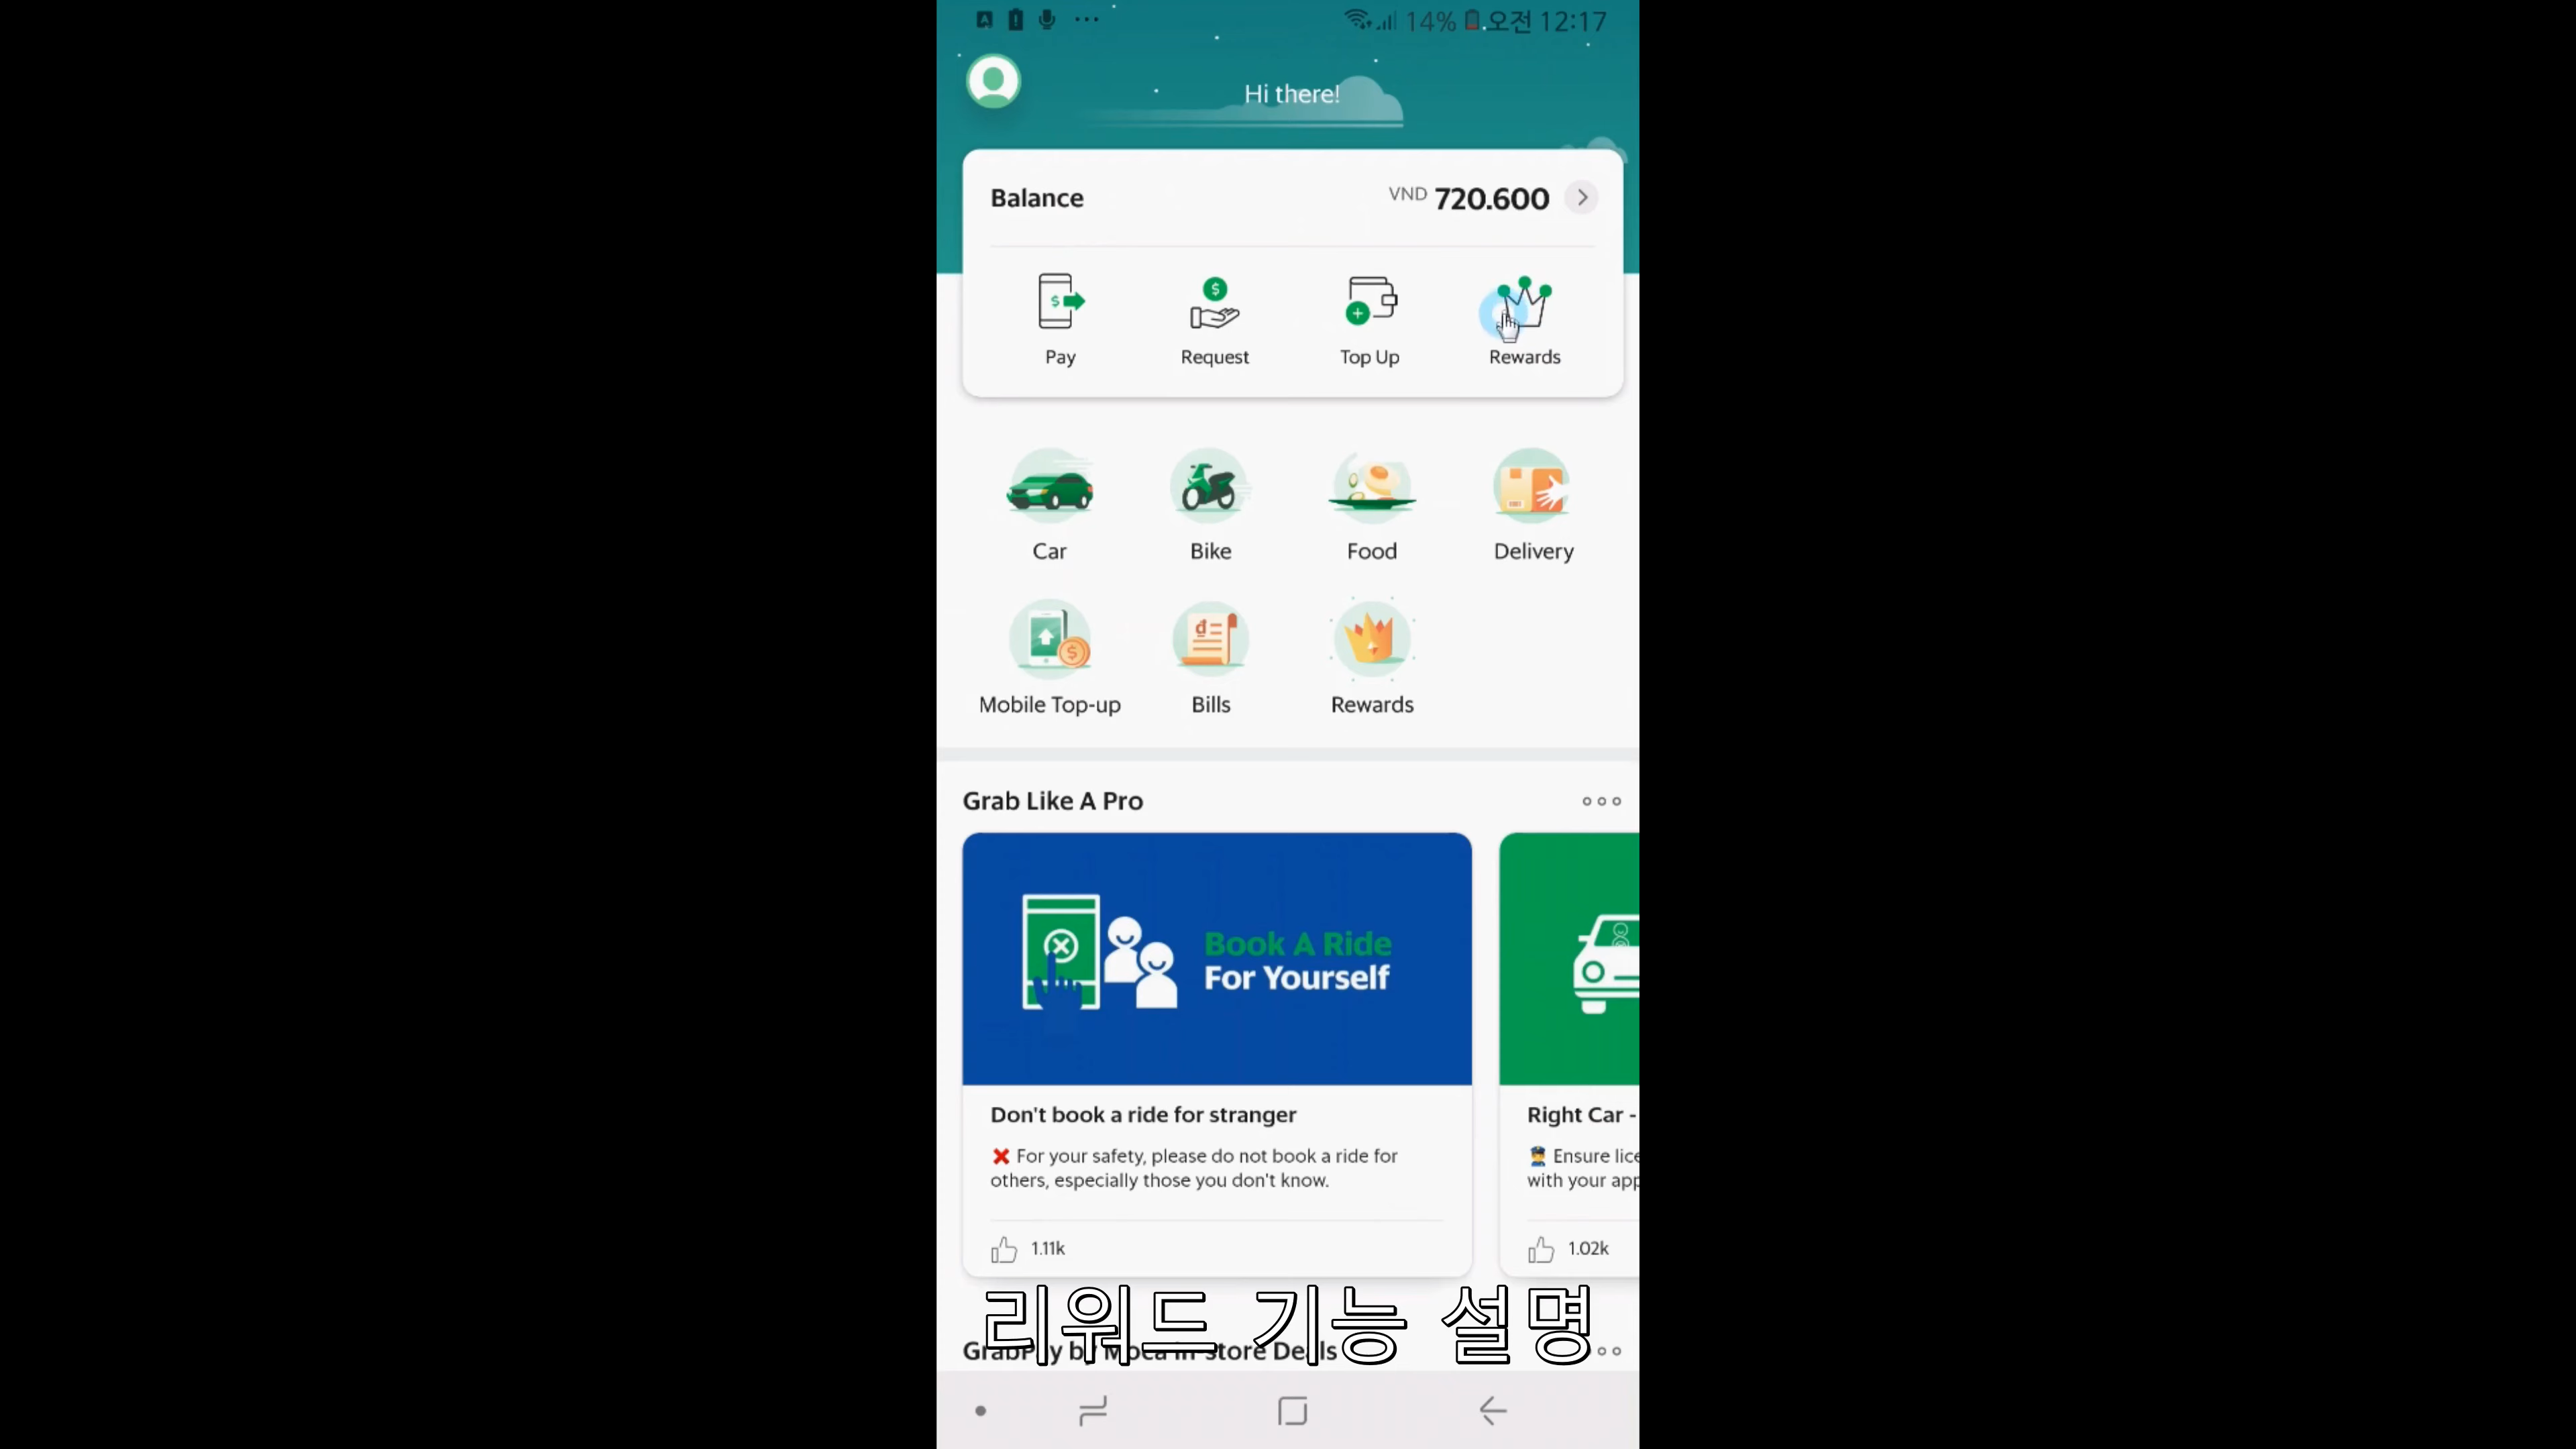 14% 오전 12:17
Hi there!
Balance VND 720.600
Pay Request Top Up Rewards
Car Bike Food Delivery
Mobile Top-up Bills Rewards
Grab Like A Pro
Book A Ride
For Yourself
Don't book a ride for stranger
For your safety, please do not book a ride for
others, especially those you don't know.
1.11k
Right Car -
Ensure lice
with your app
1.02k
리워드 기능 설명
GrabPay by Moca In-store Deals